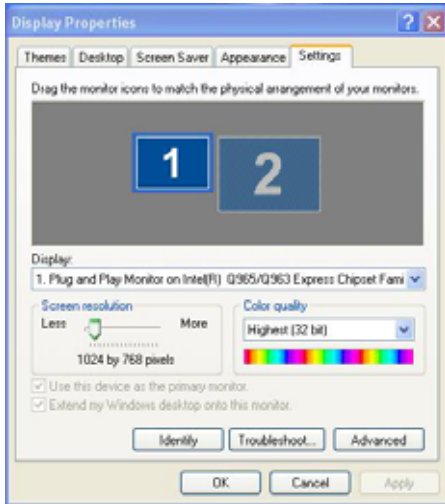 Display Properties
Themes Desktop Screen Saver Appearance Settings
Drag the monitor icons to match the physical arrangement of your monitors.
1 2
Display:
1. Plug and Play Monitor on Intel(R) Q965/Q963 Express Chipset Fami
Screen resolution Color quality
Less More Highest (32 bit)
1024 by 768 pixels
Use this device as the primary monitor.
Extend my Windows desktop onto this monitor.
Identify Troubleshoot... Advanced
OK Cancel Apply